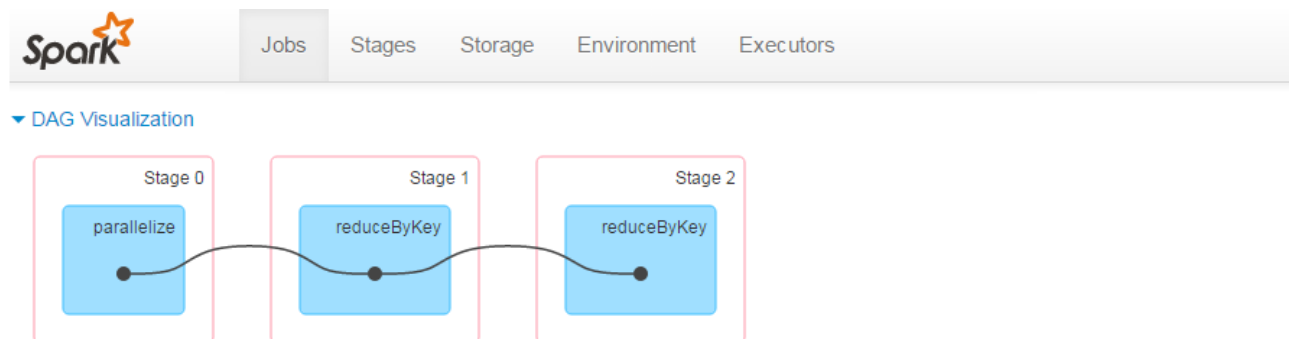 Spark
Jobs Stages Storage Environment Executors
DAG Visualization
Stage 0 Stage 1 Stage 2
parallelize reduceByKey reduceByKey